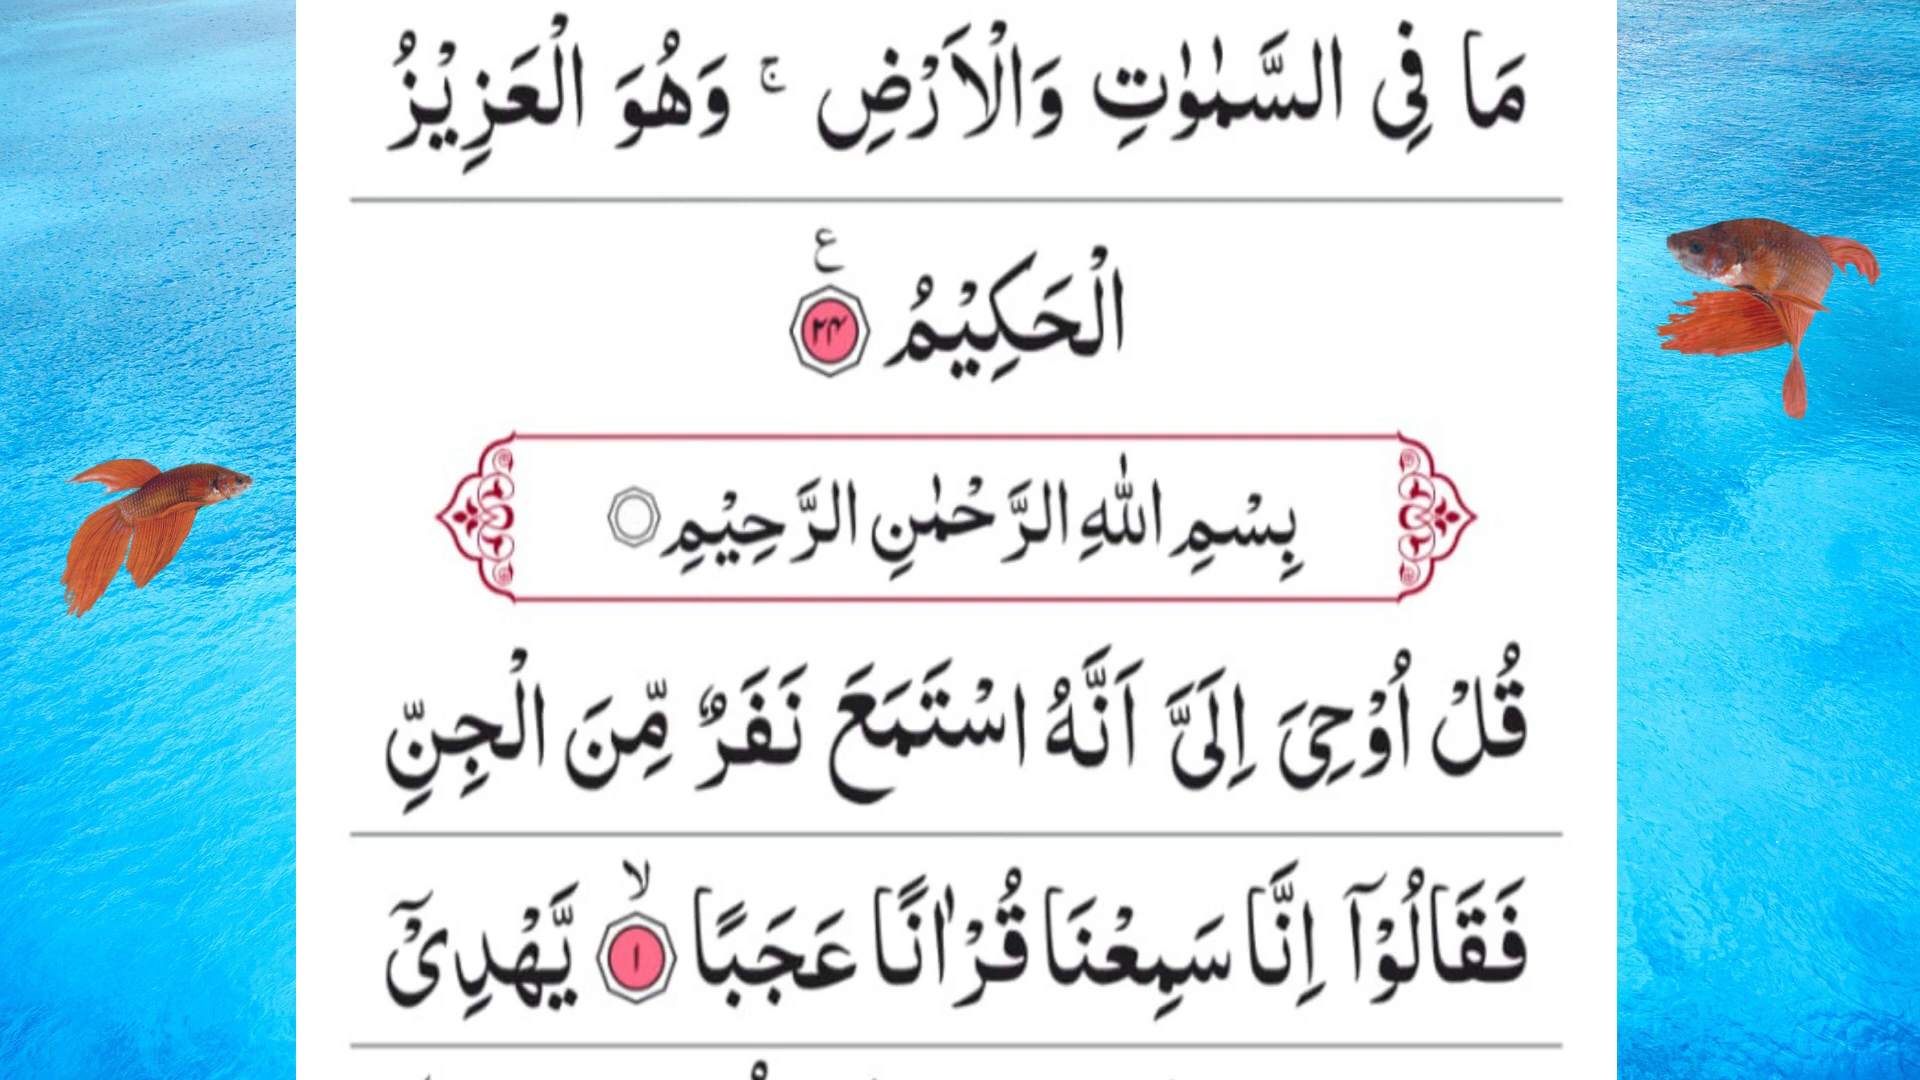 مَا فِى السَّمٰوٰتِ وَالْاَرْضِ ۚ وَهُوَ الْعَزِيْزُ
الْحَكِيْمُ ﴿۲۴﴾ ع
بِسْمِ اللّٰهِ الرَّحْمٰنِ الرَّحِيْمِ
قُلْ اُوْحِىَ اِلَىَّ اَنَّهُ اسْتَمَعَ نَفَرٌ مِّنَ الْجِنِّ
فَقَالُوْۤا اِنَّا سَمِعْنَا قُرْاٰنًا عَجَبًا ﴿۱﴾ ۙ يَّهْدِىْۤ